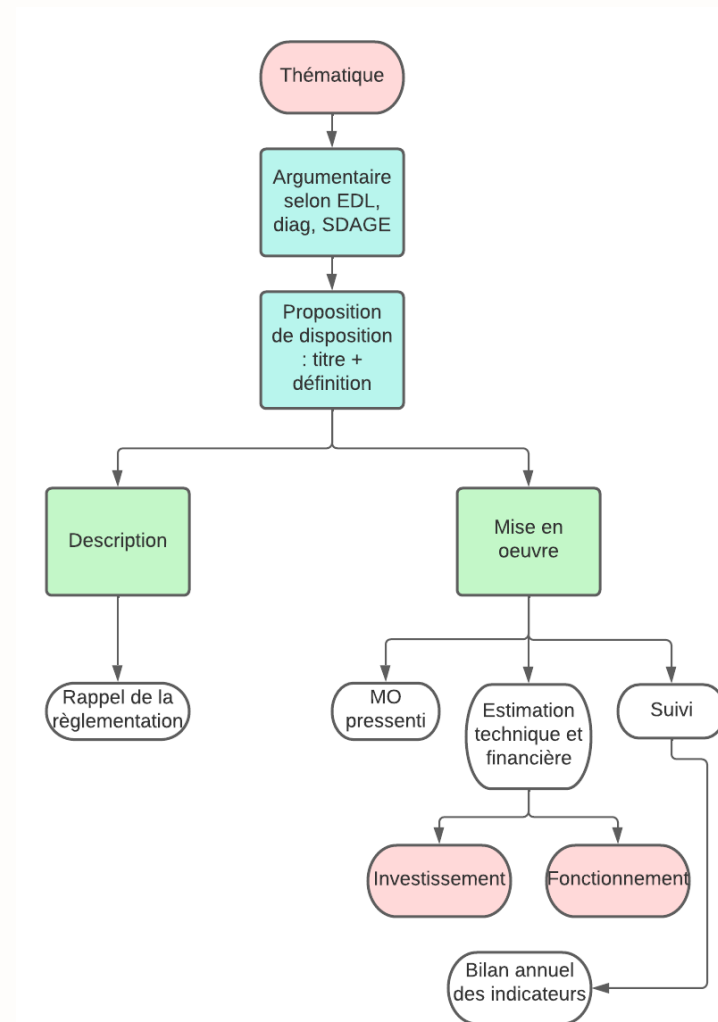 Thématique
Argumentaire
selon EDL,
diag, SDAGE
Proposition
de disposition
: titre +
définition
Description
Mise en
oeuvre
Rappel de la
règlementation
MO
pressenti
Estimation
technique et
financière
Suivi
Investissement
Fonctionnement
Bilan annuel
des indicateurs